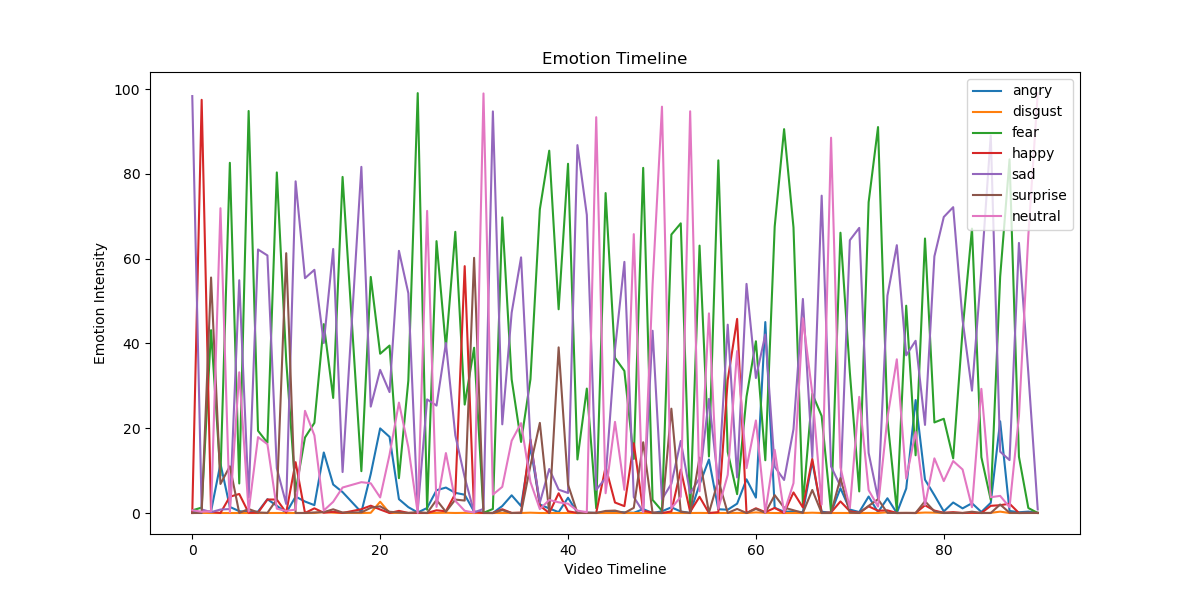 Emotion Timeline
Emotion Intensity
100
80
60
40
20
0
0
20
40
60
80
Video Timeline
angry
disgust
fear
happy
sad
surprise
neutral